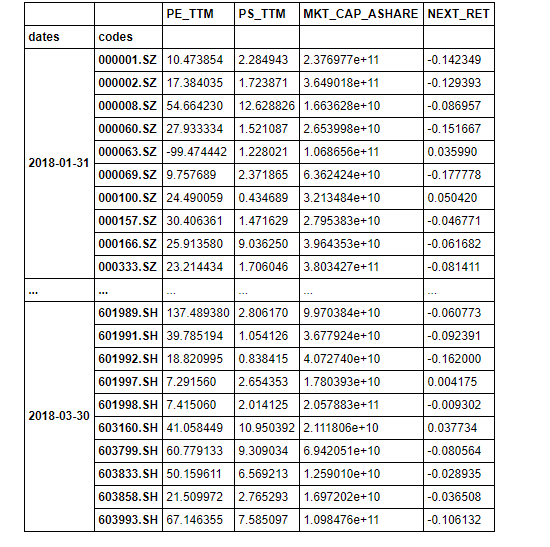 PE_TTM PS_TTM MKT_CAP_ASHARE NEXT_RET
dates codes
2018-01-31 000001.SZ 10.473854 2.284943 2.376977e+11 -0.142349
000002.SZ 17.384035 1.723871 3.649018e+11 -0.129393
000008.SZ 54.664230 12.628826 1.663628e+10 -0.086957
000060.SZ 27.933334 1.521087 2.653998e+10 -0.151667
000063.SZ -99.474442 1.228021 1.068656e+11 0.035990
000069.SZ 9.757689 2.371865 6.362424e+10 -0.177778
000100.SZ 24.490059 0.434689 3.213484e+10 0.050420
000157.SZ 30.406361 1.471629 2.795383e+10 -0.046771
000166.SZ 25.913580 9.036250 3.964353e+10 -0.061682
000333.SZ 23.214434 1.706046 3.803427e+11 -0.081411
... ... ... ... ... ...
2018-03-30 601989.SH 137.489380 2.806170 9.970384e+10 -0.060773
601991.SH 39.785194 1.054126 3.677924e+10 -0.092391
601992.SH 18.820995 0.838415 4.072740e+10 -0.162000
601997.SH 7.291560 2.654353 1.780393e+10 0.004175
601998.SH 7.415060 2.014125 2.057883e+11 -0.009302
603160.SH 41.058449 10.950392 2.111806e+10 0.037734
603799.SH 60.779133 9.309034 6.942051e+10 -0.080564
603833.SH 50.159611 6.569213 1.259010e+10 -0.028935
603858.SH 21.509972 2.765293 1.697202e+10 -0.036508
603993.SH 67.146355 7.585097 1.098476e+11 -0.106132